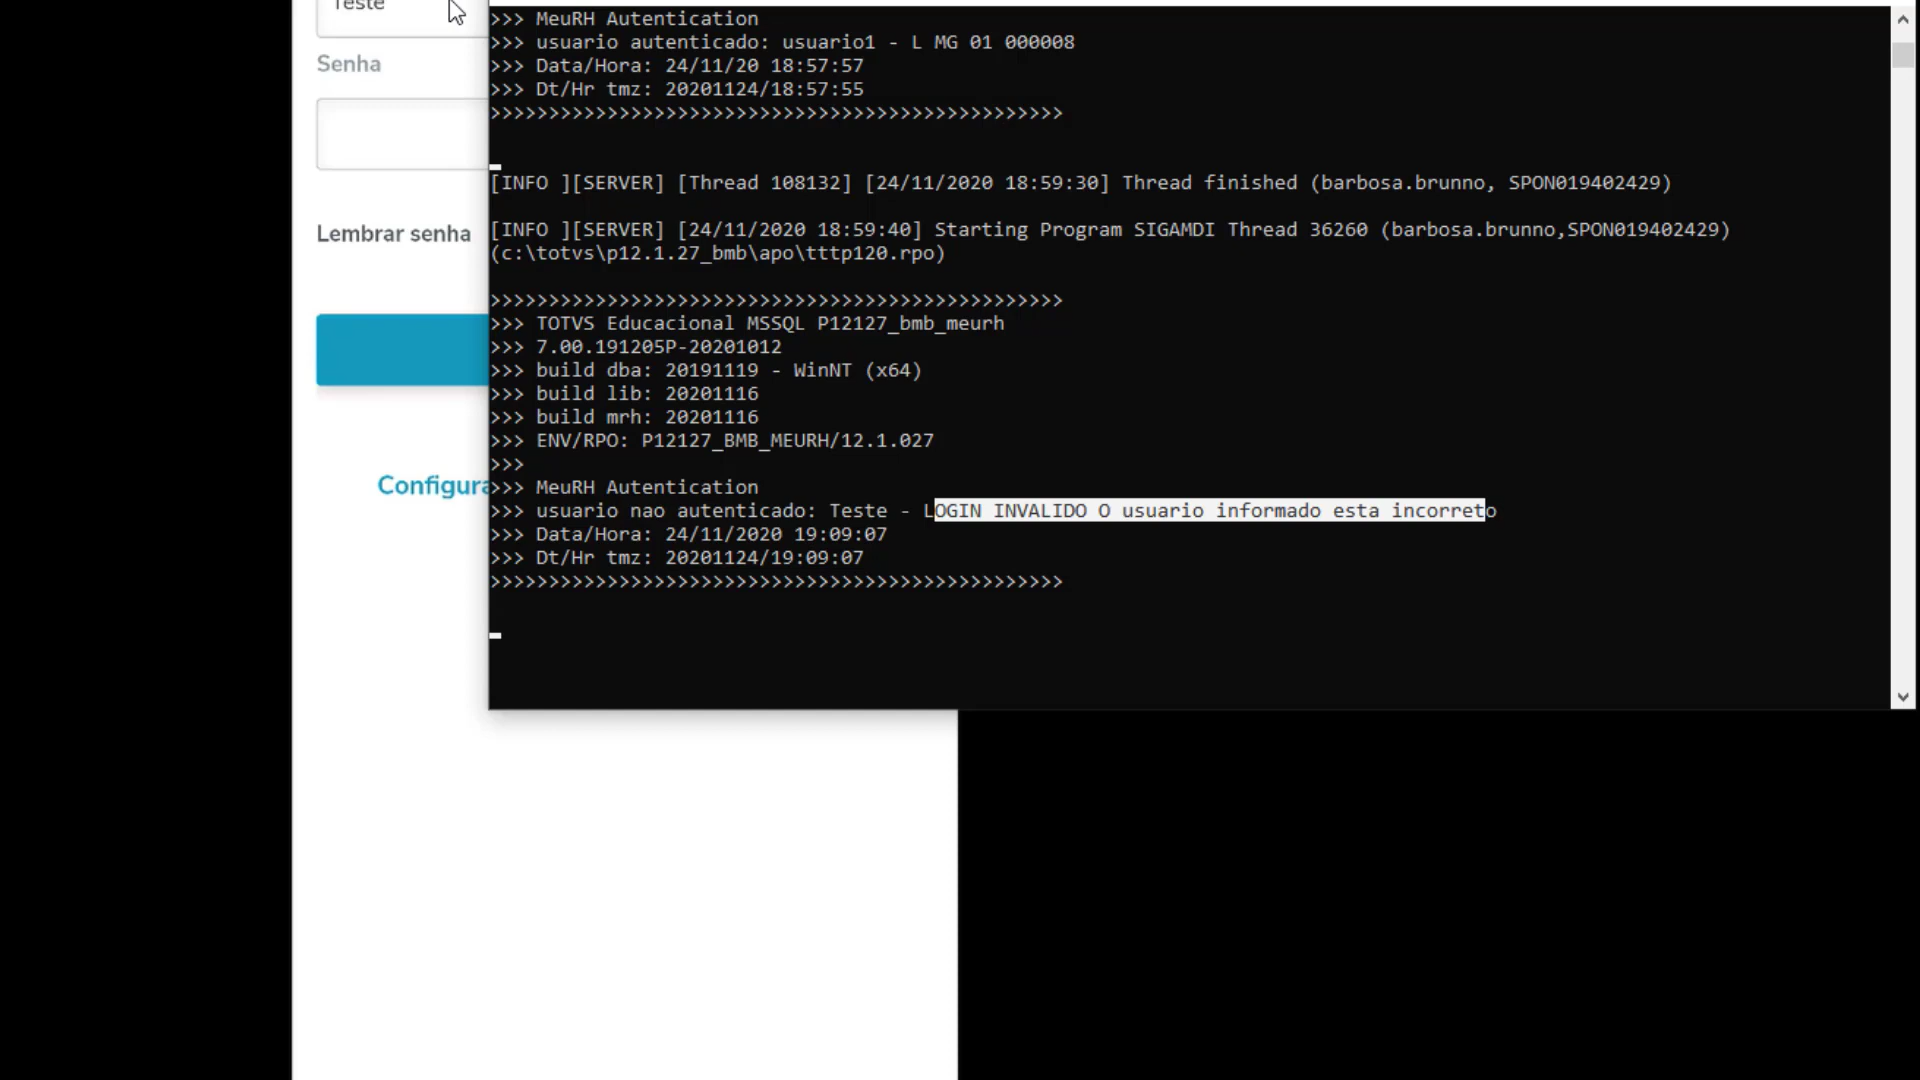 Teste
Senha
Lembrar senha
Configura
>>> MeuRH Autentication
>>> usuario autenticado: usuario1 - L MG 01 000008
>>> Data/Hora: 24/11/20 18:57:57
>>> Dt/Hr tmz: 20201124/18:57:55
>>>>>>>>>>>>>>>>>>>>>>>>>>>>>>>>>>>>>>>>>>>>>>>>>
[INFO ][SERVER] [Thread 108132] [24/11/2020 18:59:30] Thread finished (barbosa.brunno, SPON019402429)
[INFO ][SERVER] [24/11/2020 18:59:40] Starting Program SIGAMDI Thread 36260 (barbosa.brunno,SPON019402429)
(c:\totvs\p12.1.27_bmb\apo\tttp120.rpo)
>>>>>>>>>>>>>>>>>>>>>>>>>>>>>>>>>>>>>>>>>>>>>>>>>
>>> TOTVS Educacional MSSQL P12127_bmb_meurh
>>> 7.00.191205P-20201012
>>> build dba: 20191119 - WinNT (x64)
>>> build lib: 20201116
>>> build mrh: 20201116
>>> ENV/RPO: P12127_BMB_MEURH/12.1.027
>>>
>>> MeuRH Autentication
>>> usuario nao autenticado: Teste - LOGIN INVALIDO O usuario informado esta incorreto
>>> Data/Hora: 24/11/2020 19:09:07
>>> Dt/Hr tmz: 20201124/19:09:07
>>>>>>>>>>>>>>>>>>>>>>>>>>>>>>>>>>>>>>>>>>>>>>>>>